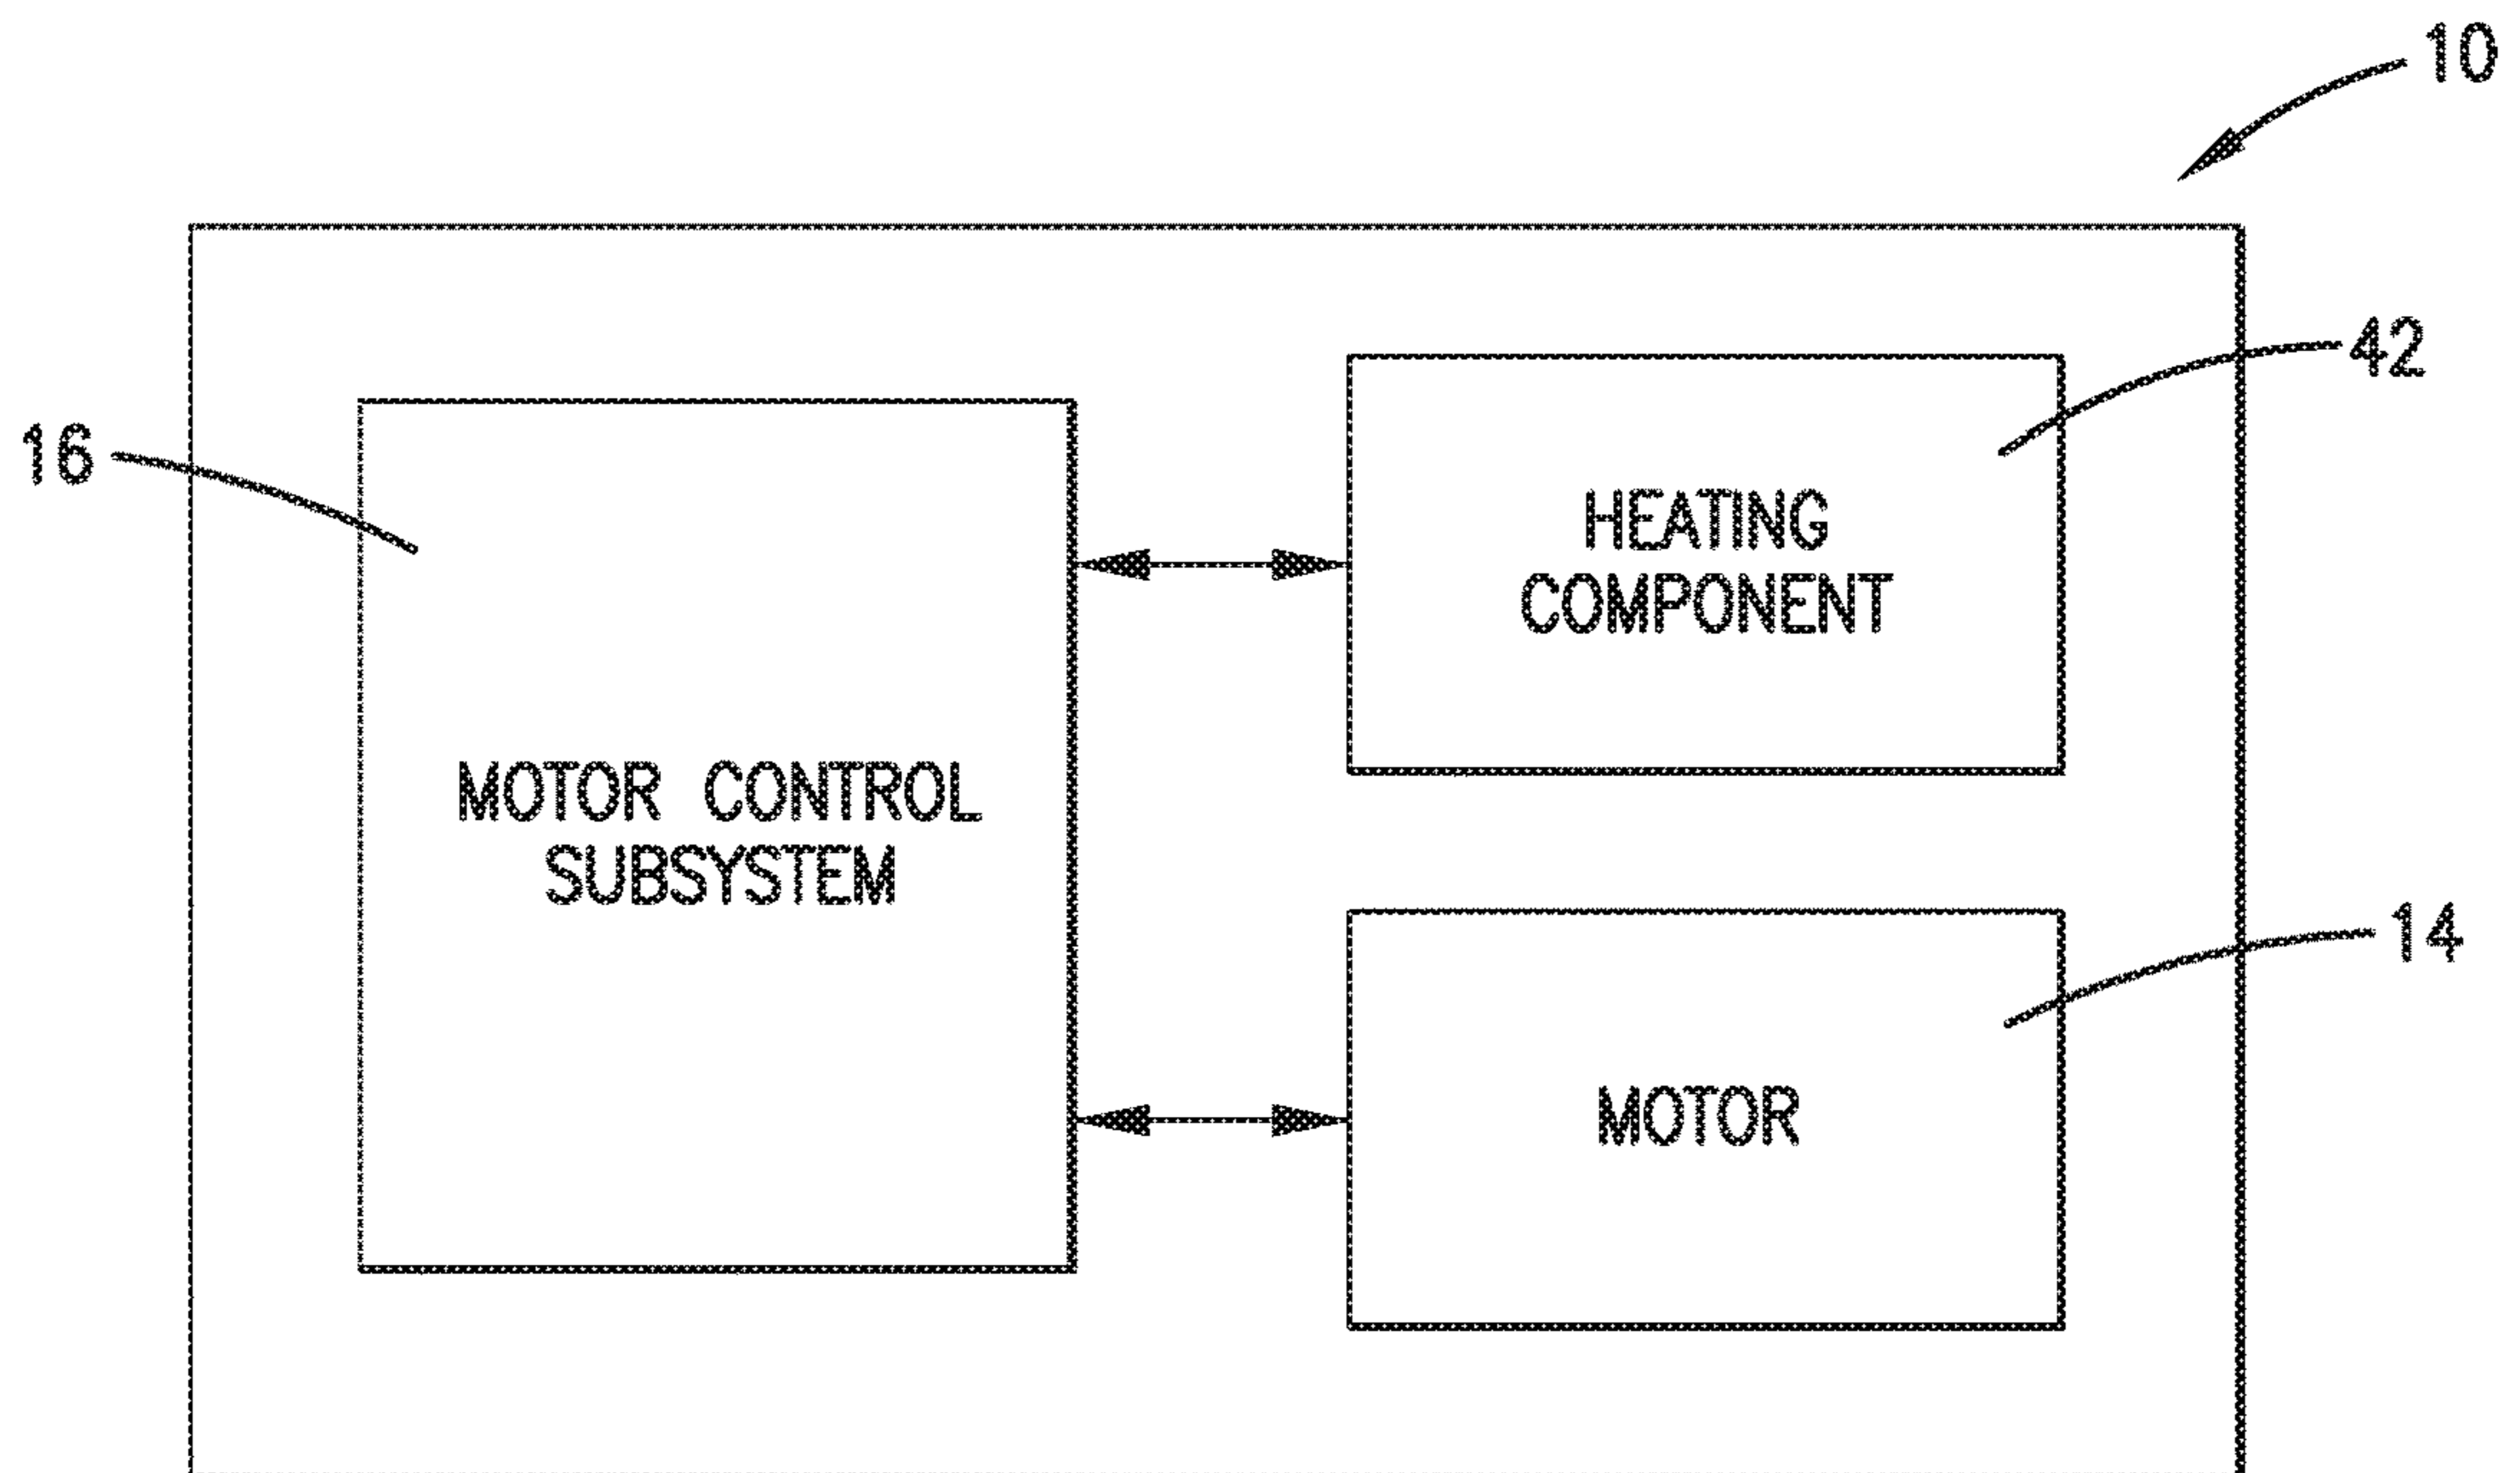 10
42
16
HEATING
COMPONENT
MOTOR CONTROL
SUBSYSTEM
14
MOTOR